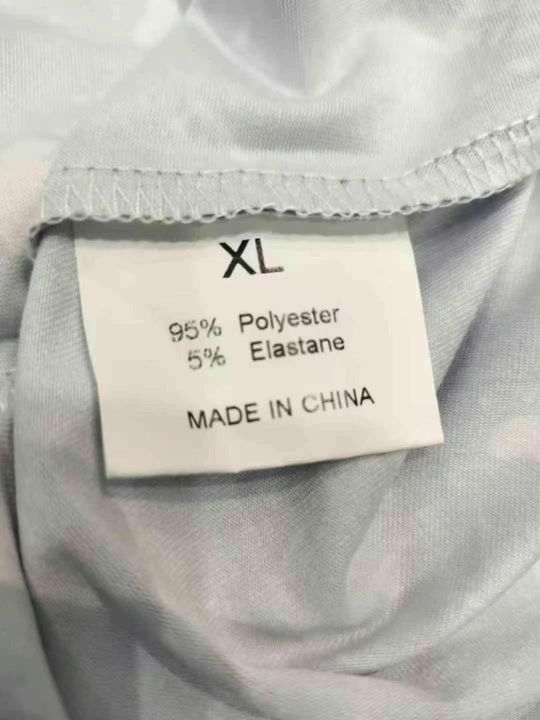 XL
95% Polyester
5% Elastane
MADE IN CHINA